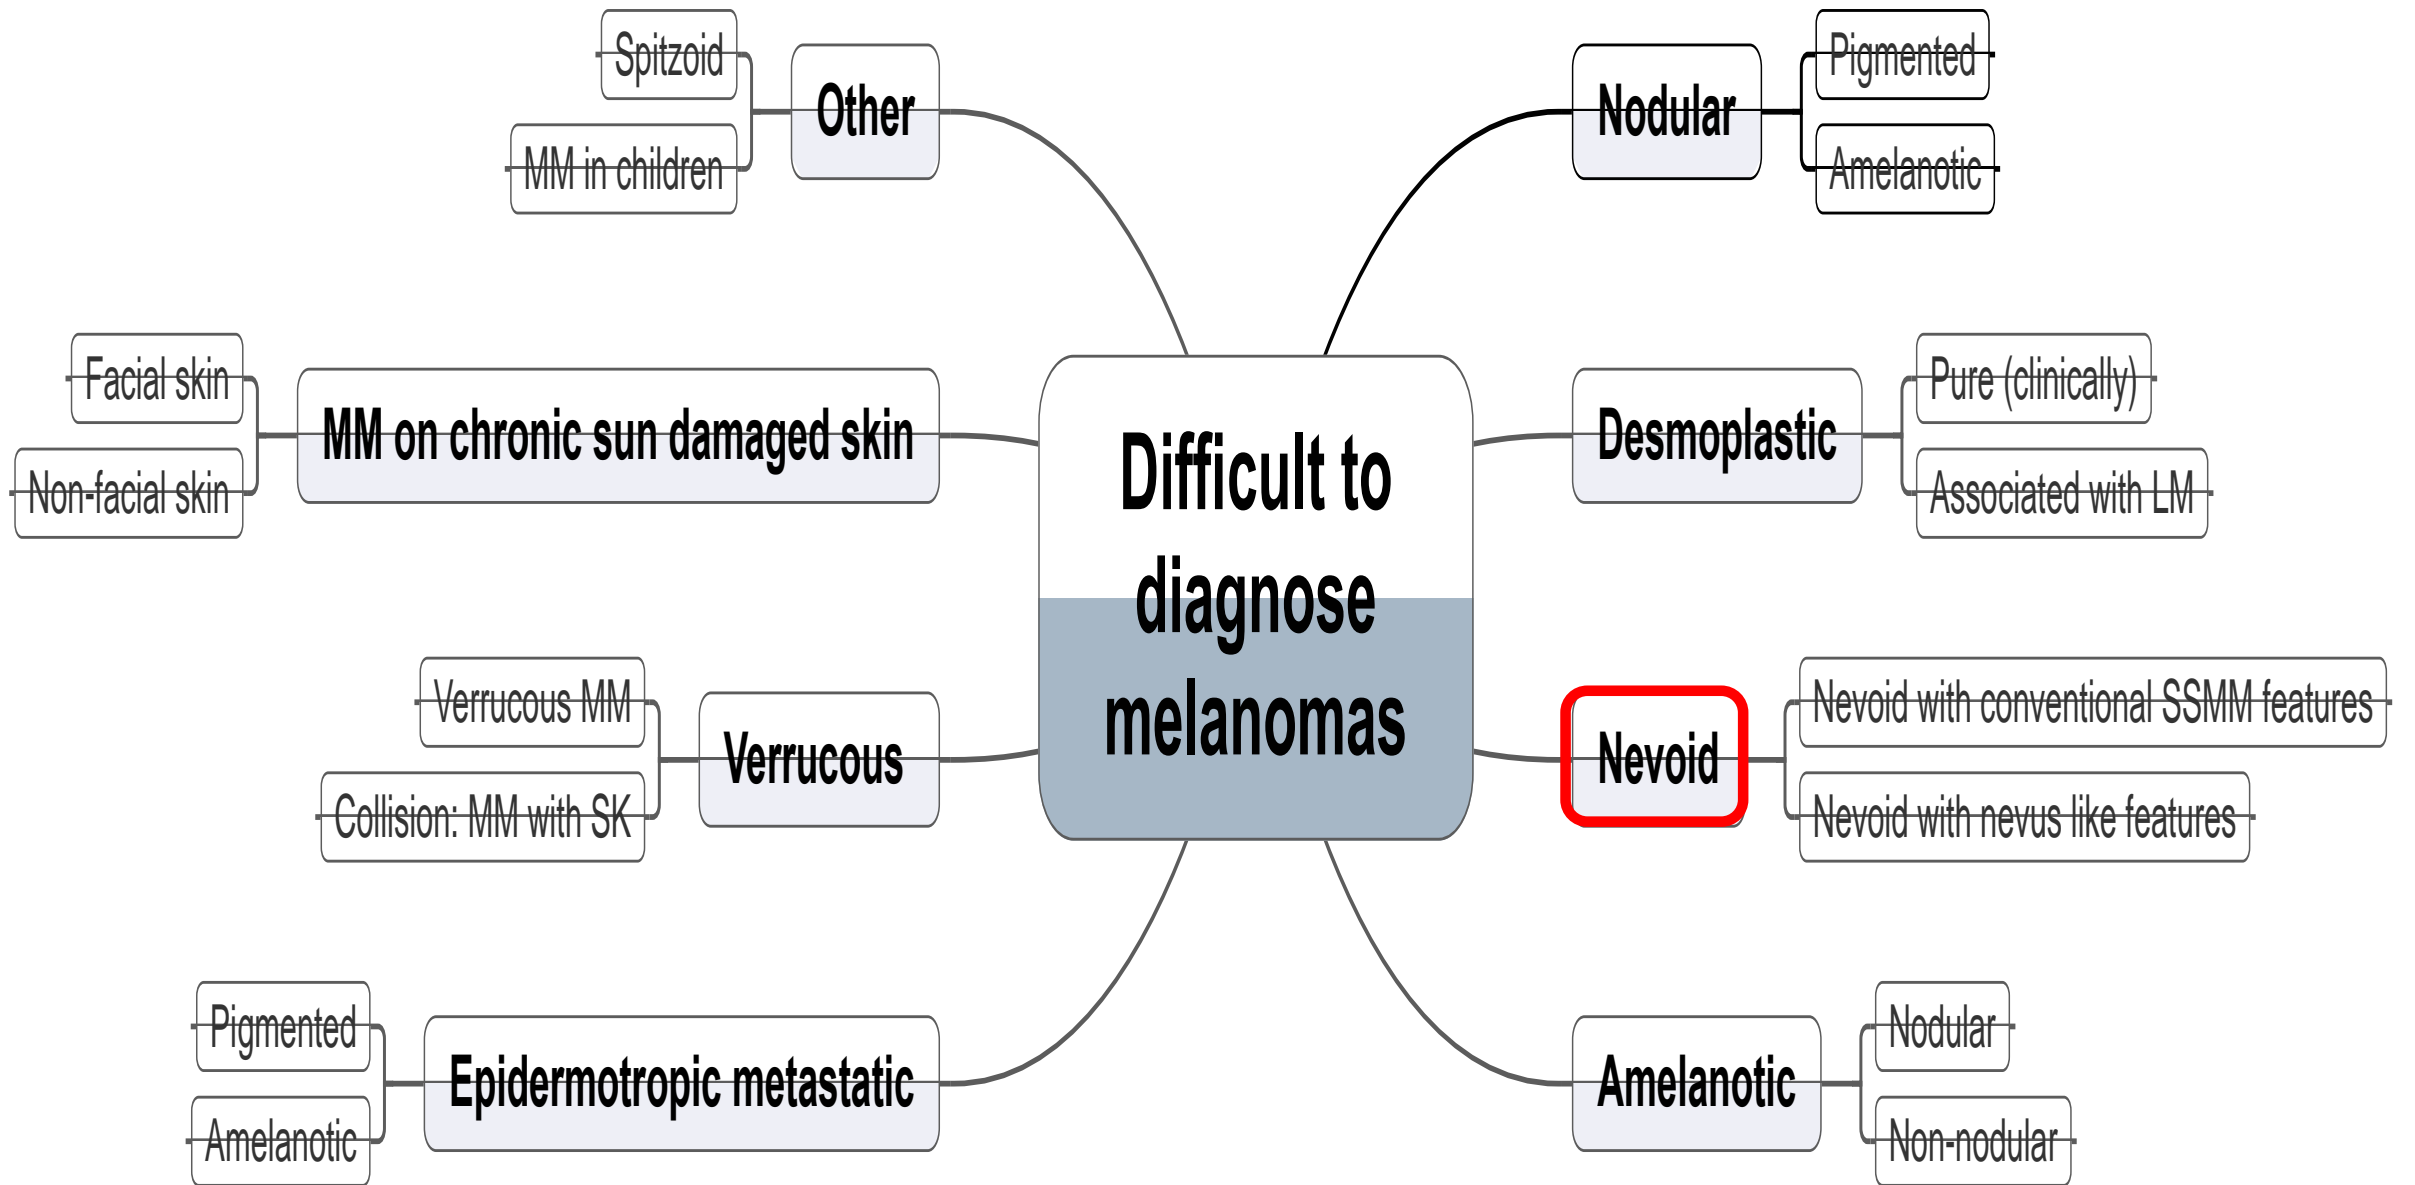 Difficult to
diagnose
melanomas
Nodular
Pigmented
Amelanotic
Desmoplastic
Pure (clinically)
Associated with LM
Nevoid
Nevoid with conventional SSMM features
Nevoid with nevus like features
Amelanotic
Nodular
Non-nodular
Other
Spitzoid
MM in children
MM on chronic sun damaged skin
Facial skin
Non-facial skin
Verrucous
Verrucous MM
Collision: MM with SK
Epidermotropic metastatic
Pigmented
Amelanotic